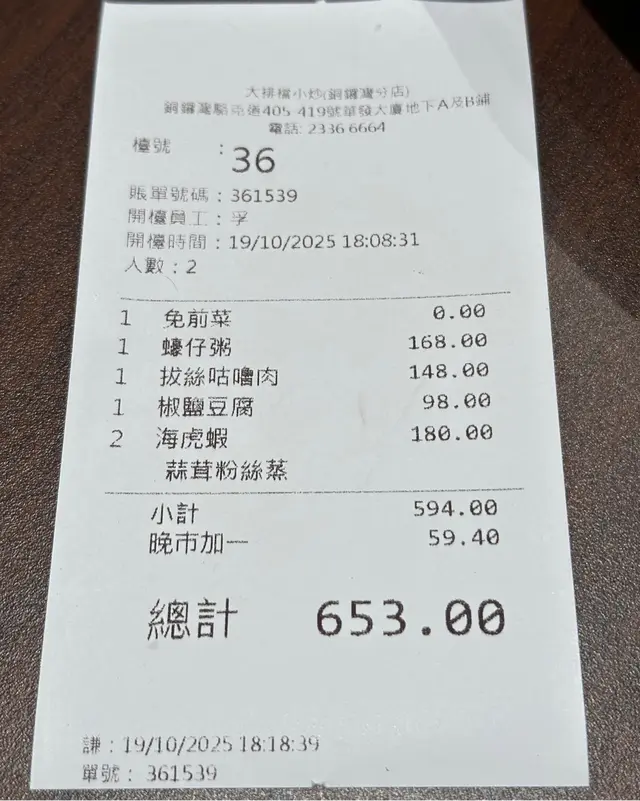 大排檔小炒(銅鑼灣分店)
銅鑼灣駱克道405-419號華發大廈地下A及B鋪
電話: 2336 6664
檯號 : 36
賬單號碼 : 361539
開檯員工 : 孚
開檯時間 : 19/10/2025 18:08:31
人數 : 2
1 免前菜 0.00
1 蠔仔粥 168.00
1 拔絲咕嚕肉 148.00
1 椒鹽豆腐 98.00
2 海虎蝦 180.00
蒜茸粉絲蒸
小計 594.00
晚市加一 59.40
總計 653.00
謙 : 19/10/2025 18:18:39
單號 : 361539